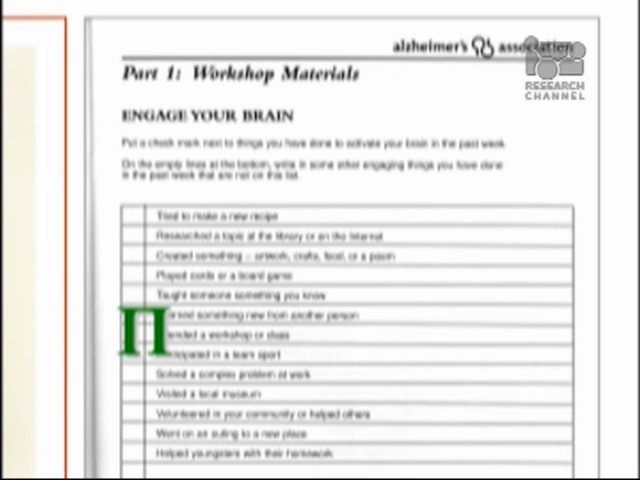 alzheimer's association
RESEARCH
CHANNEL
Part 1: Workshop Materials
ENGAGE YOUR BRAIN
Put a check mark next to things you have done to activate your brain in the past week.
On the empty lines at the bottom, write in some other engaging things you have done
in the past week that are not on this list.
Tried to make a new recipe
Researched a topic at the library or on the Internet
Created something – artwork, crafts, food, or a poem
Played cards or a board game
Taught someone something you know
arned something new from another person
П
ended a workshop or class
icipated in a team sport
Solved a complex problem at work
Visited a local museum
Volunteered in your community or helped others
Went on an outing to a new place
Helped youngsters with their homework